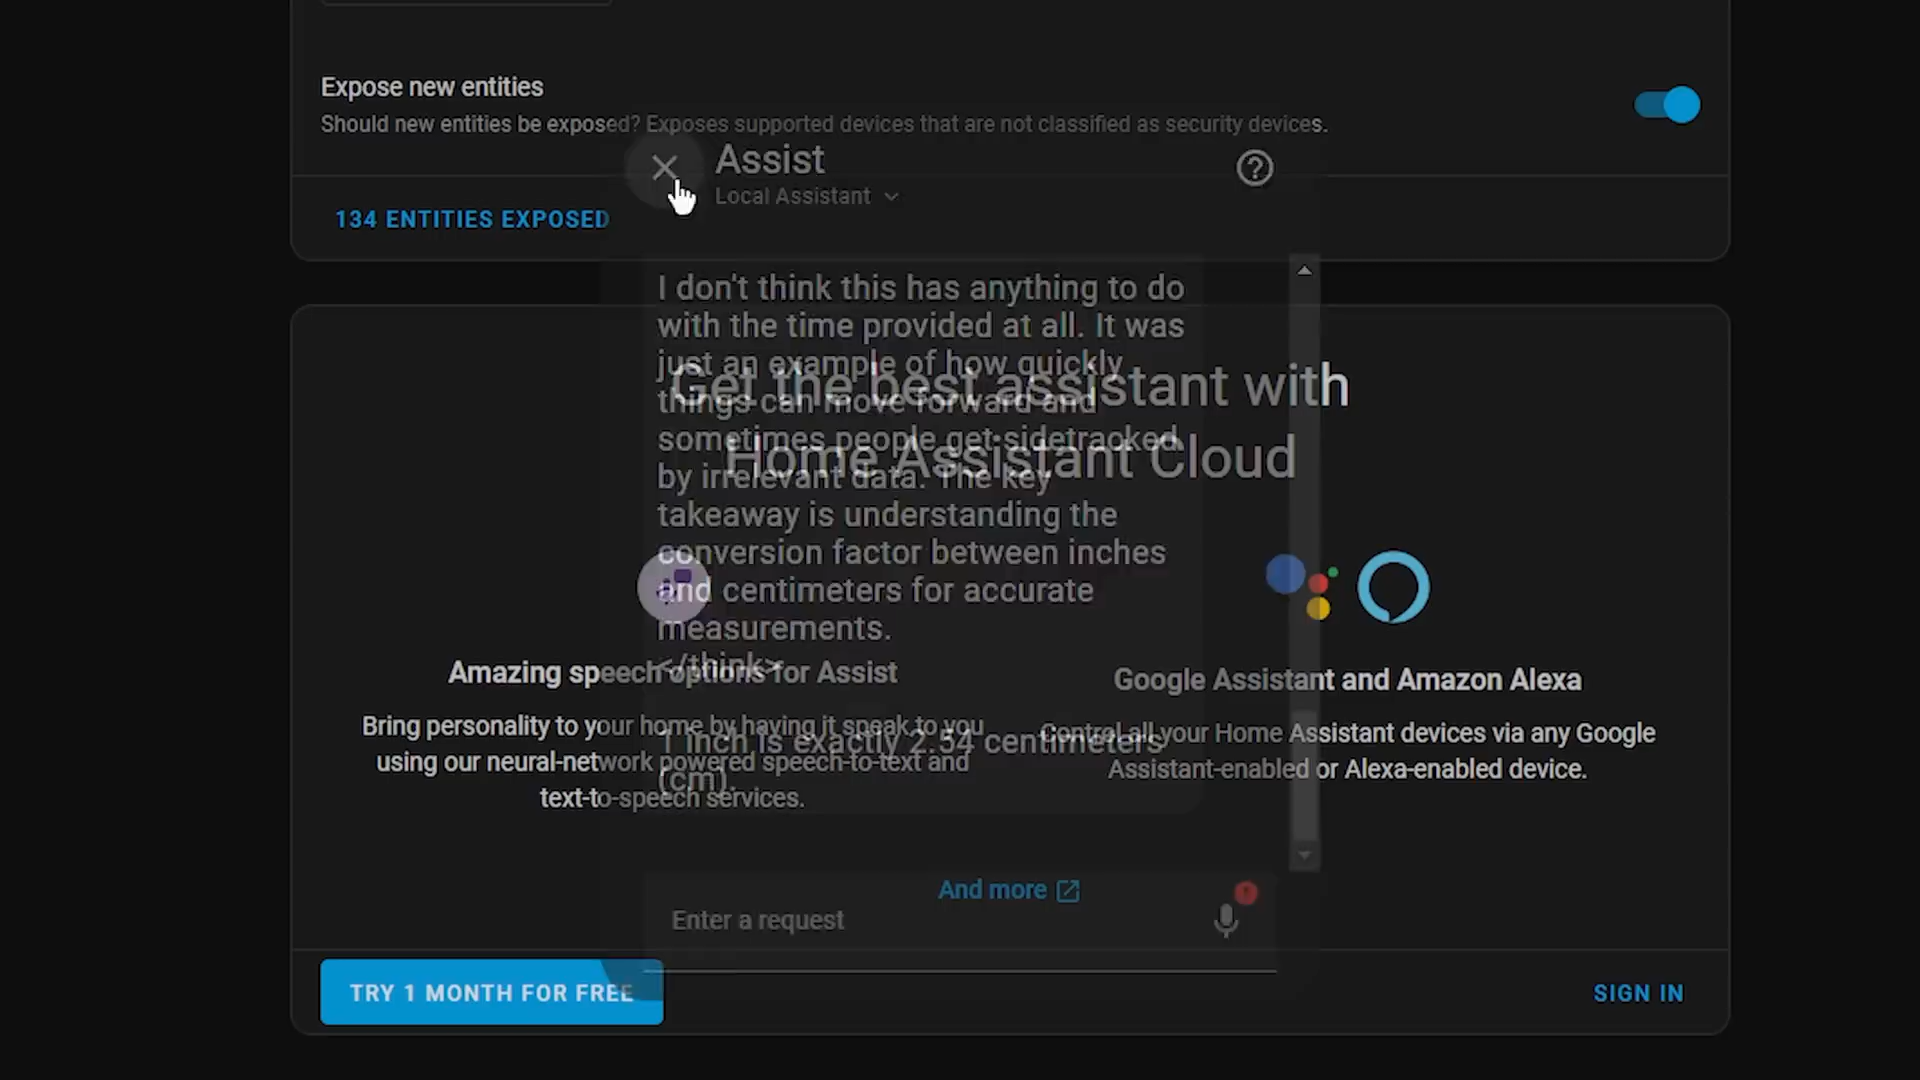 Expose new entities
Should new entities be exposed? Exposes supported devices that are not classified as security devices.
134 ENTITIES EXPOSED
Assist
Local Assistant
I don't think this has anything to do
with the time provided at all. It was
just an example of how quickly
things can move forward and
sometimes people get sidetracked
by irrelevant data. The key
takeaway is understanding the
conversion factor between inches
and centimeters for accurate
measurements.
</think>
1 inch is exactly 2.54 centimeters
(cm).
Enter a request
Get the best assistant with
Home Assistant Cloud
Amazing speech options for Assist
Bring personality to your home by having it speak to you
using our neural-network powered speech-to-text and
text-to-speech services.
Google Assistant and Amazon Alexa
Control all your Home Assistant devices via any Google
Assistant-enabled or Alexa-enabled device.
And more
TRY 1 MONTH FOR FREE
SIGN IN